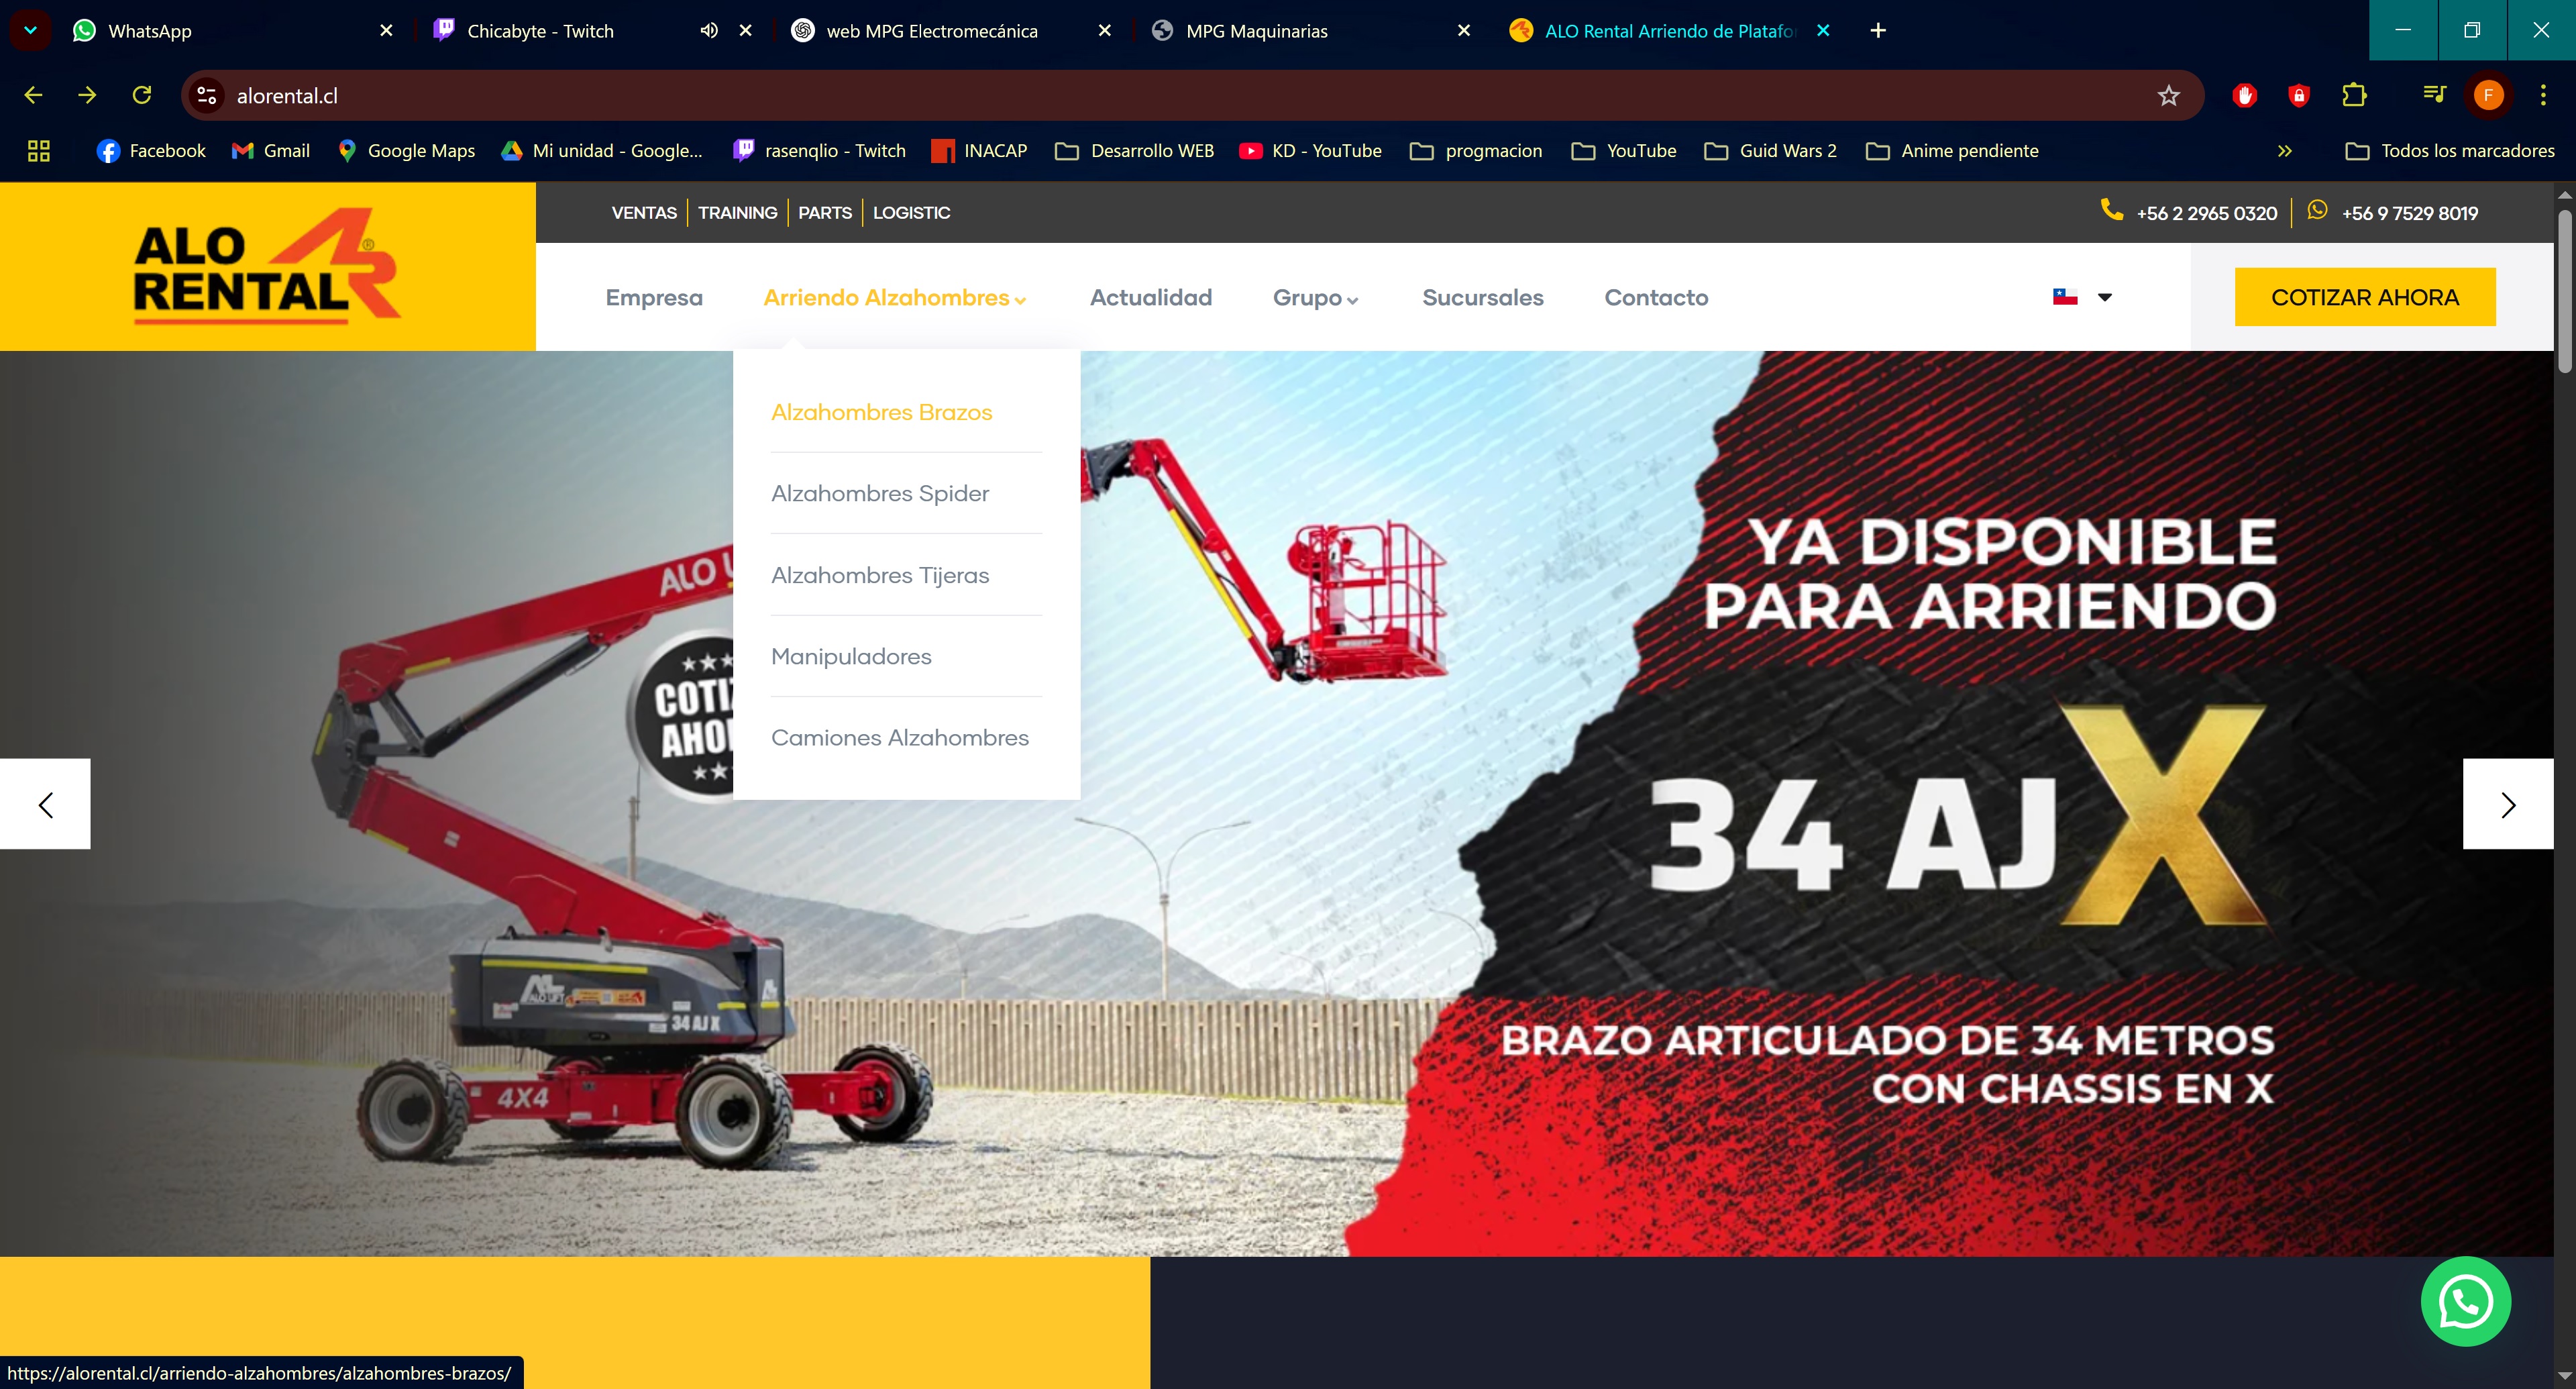 WhatsApp
Chicabyte - Twitch
web MPG Electromecánica
MPG Maquinarias
ALO Rental Arriendo de Platafo
alorental.cl
F
Facebook
Gmail
Google Maps
Mi unidad - Google...
rasenqlio - Twitch
INACAP
Desarrollo WEB
KD - YouTube
progmacion
YouTube
Guid Wars 2
Anime pendiente
Todos los marcadores
ALO
RENTAL
VENTAS
TRAINING
PARTS
LOGISTIC
+56 2 2965 0320
+56 9 7529 8019
Empresa
Arriendo Alzahombres
Actualidad
Grupo
Sucursales
Contacto
COTIZAR AHORA
Alzahombres Brazos
Alzahombres Spider
Alzahombres Tijeras
Manipuladores
Camiones Alzahombres
ALO
COTI
AHO
34 AJ X
4X4
YA DISPONIBLE
PARA ARRIENDO
34 AJX
BRAZO ARTICULADO DE 34 METROS
CON CHASSIS EN X
https://alorental.cl/arriendo-alzahombres/alzahombres-brazos/